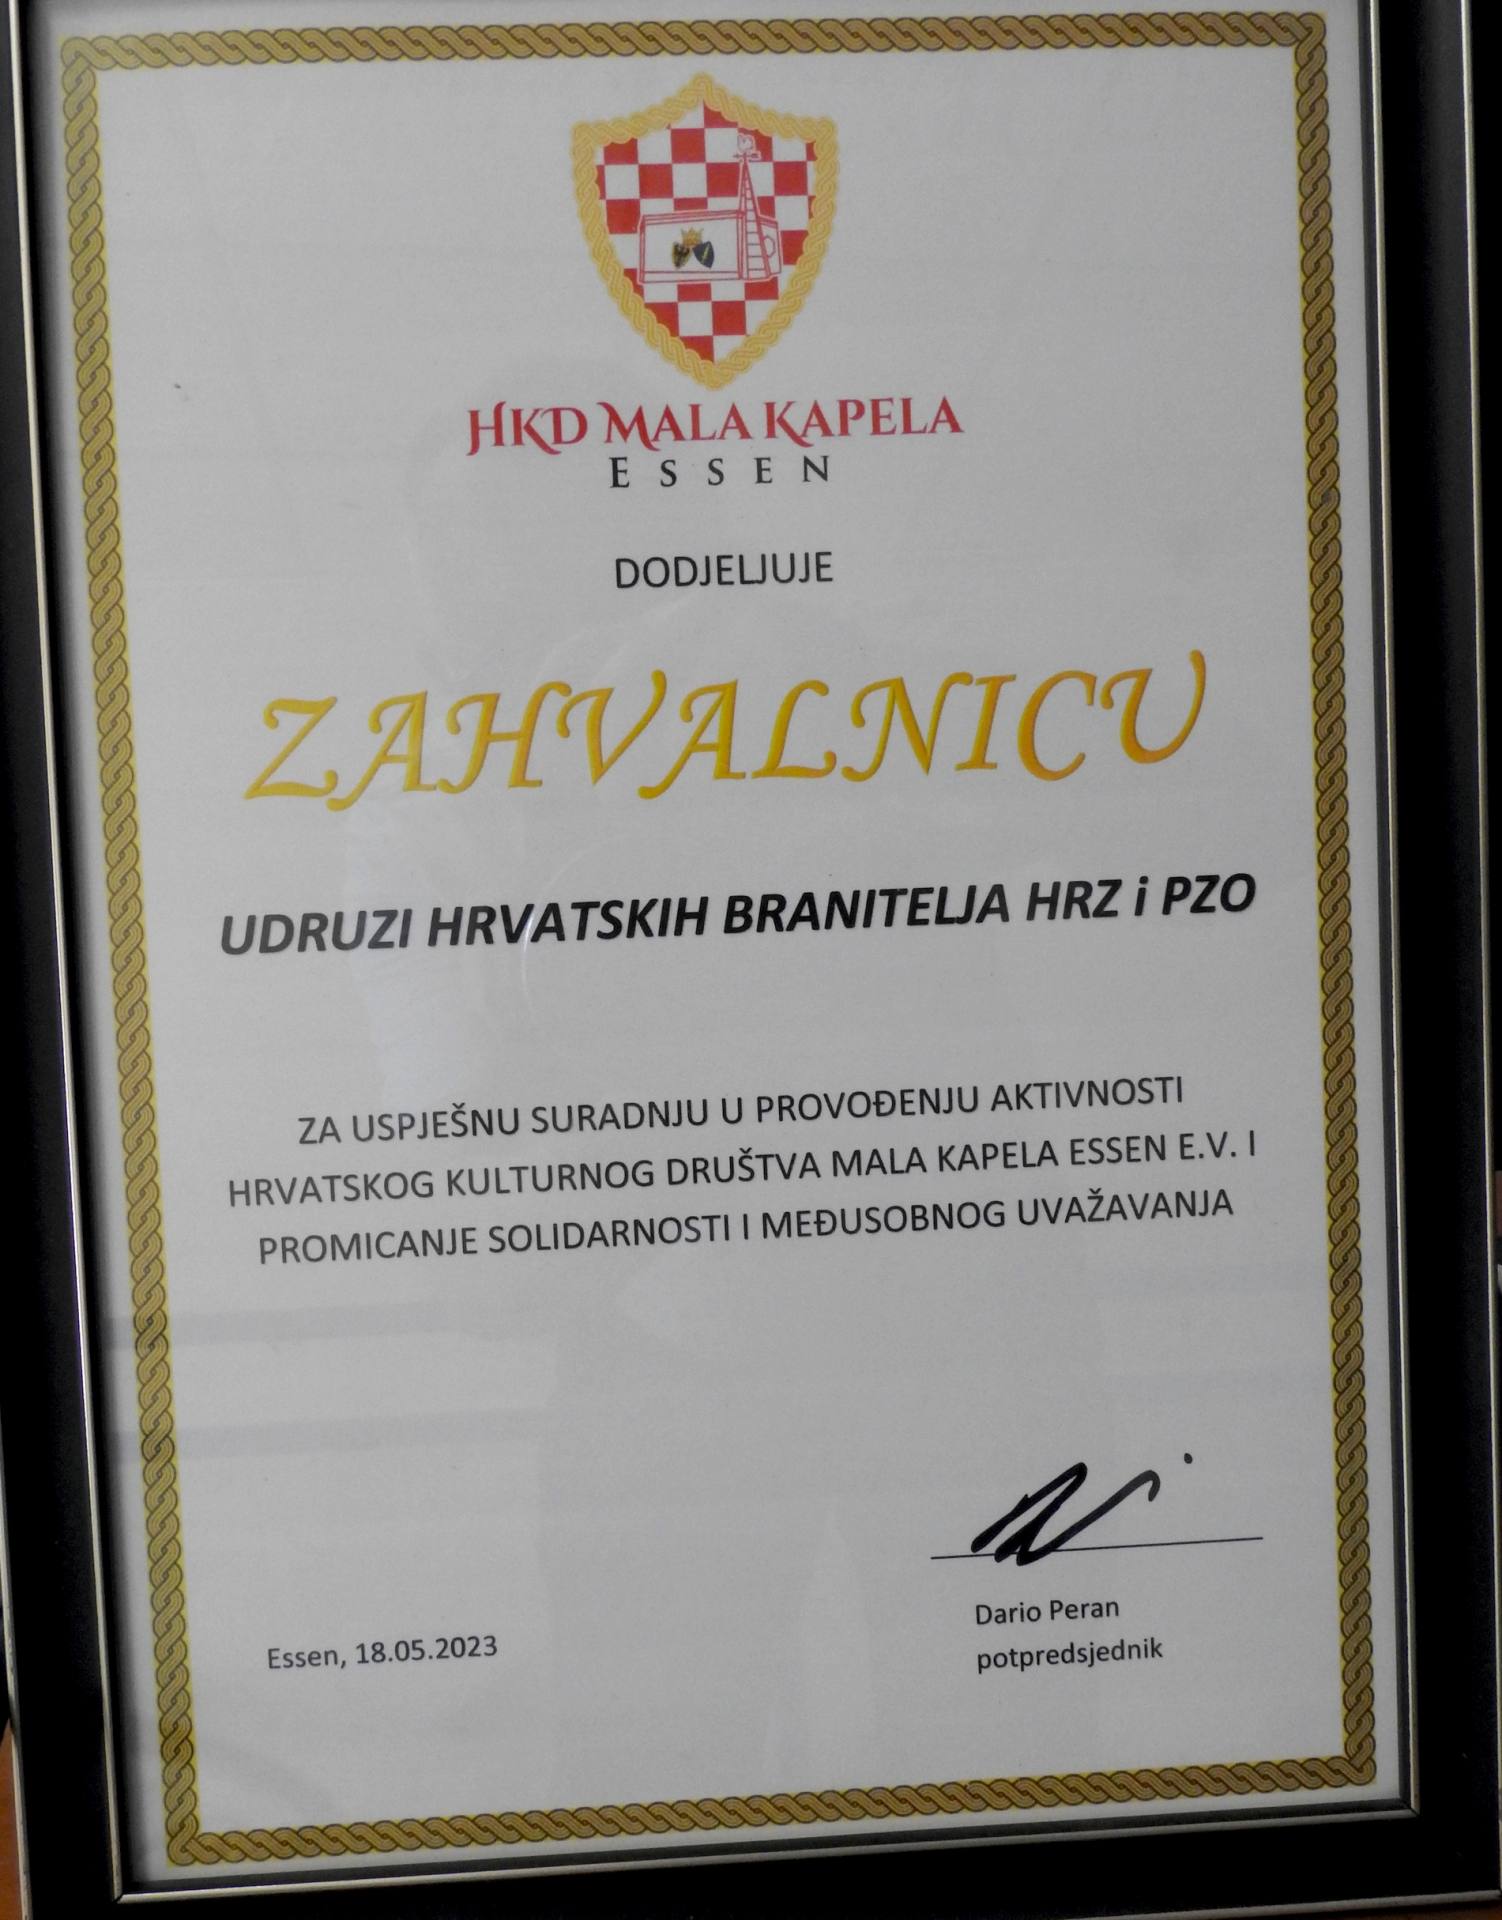 HKD MALA KAPELA
ESSEN
DODJELJUJE
ZAHVALNICU
UDRUZI HRVATSKIH BRANITELJA HRZ i PZO
ZA USPJEŠNU SURADNJU U PROVOĐENJU AKTIVNOSTI
HRVATSKOG KULTURNOG DRUŠTVA MALA KAPELA ESSEN E.V. I
PROMICANJE SOLIDARNOSTI I MEĐUSOBNOG UVAŽAVANJA
Essen, 18.05.2023
Dario Peran
potpredsjednik